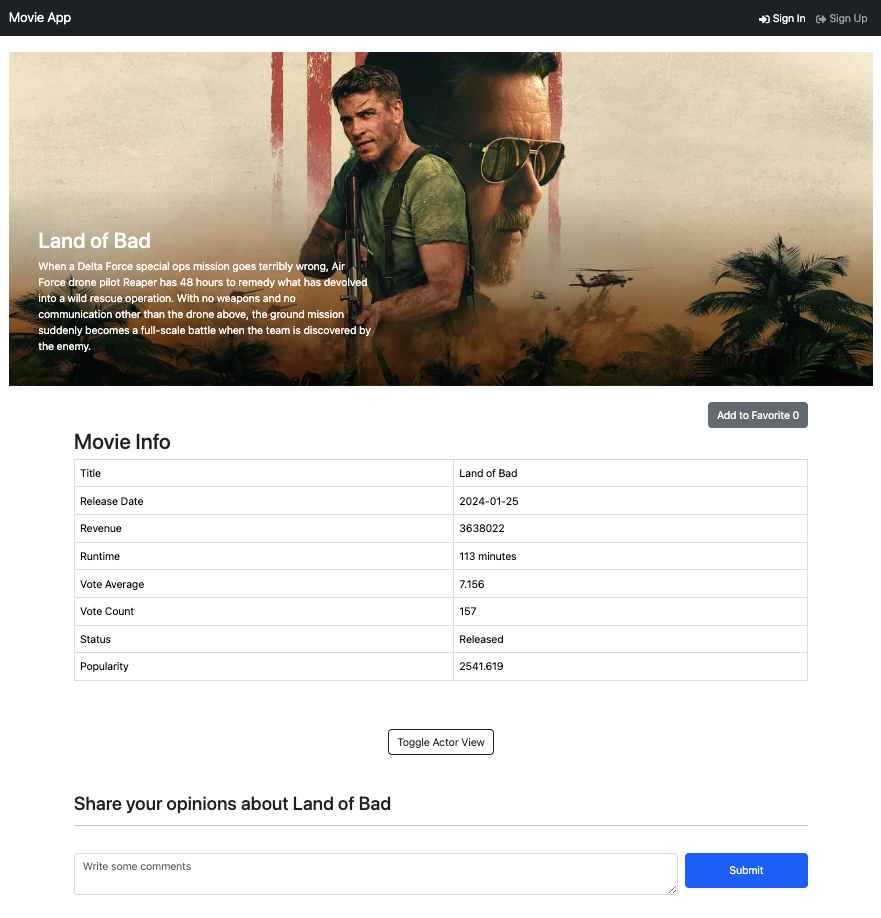 Movie App
Sign In
Sign Up
Land of Bad
When a Delta Force special ops mission goes terribly wrong, Air
Force drone pilot Reaper has 48 hours to remedy what has devolved
into a wild rescue operation. With no weapons and no
communication other than the drone above, the ground mission
suddenly becomes a full-scale battle when the team is discovered by
the enemy.
Add to Favorite 0
Movie Info
Title Land of Bad
Release Date 2024-01-25
Revenue 3638022
Runtime 113 minutes
Vote Average 7.156
Vote Count 157
Status Released
Popularity 2541.619
Toggle Actor View
Share your opinions about Land of Bad
Write some comments
Submit